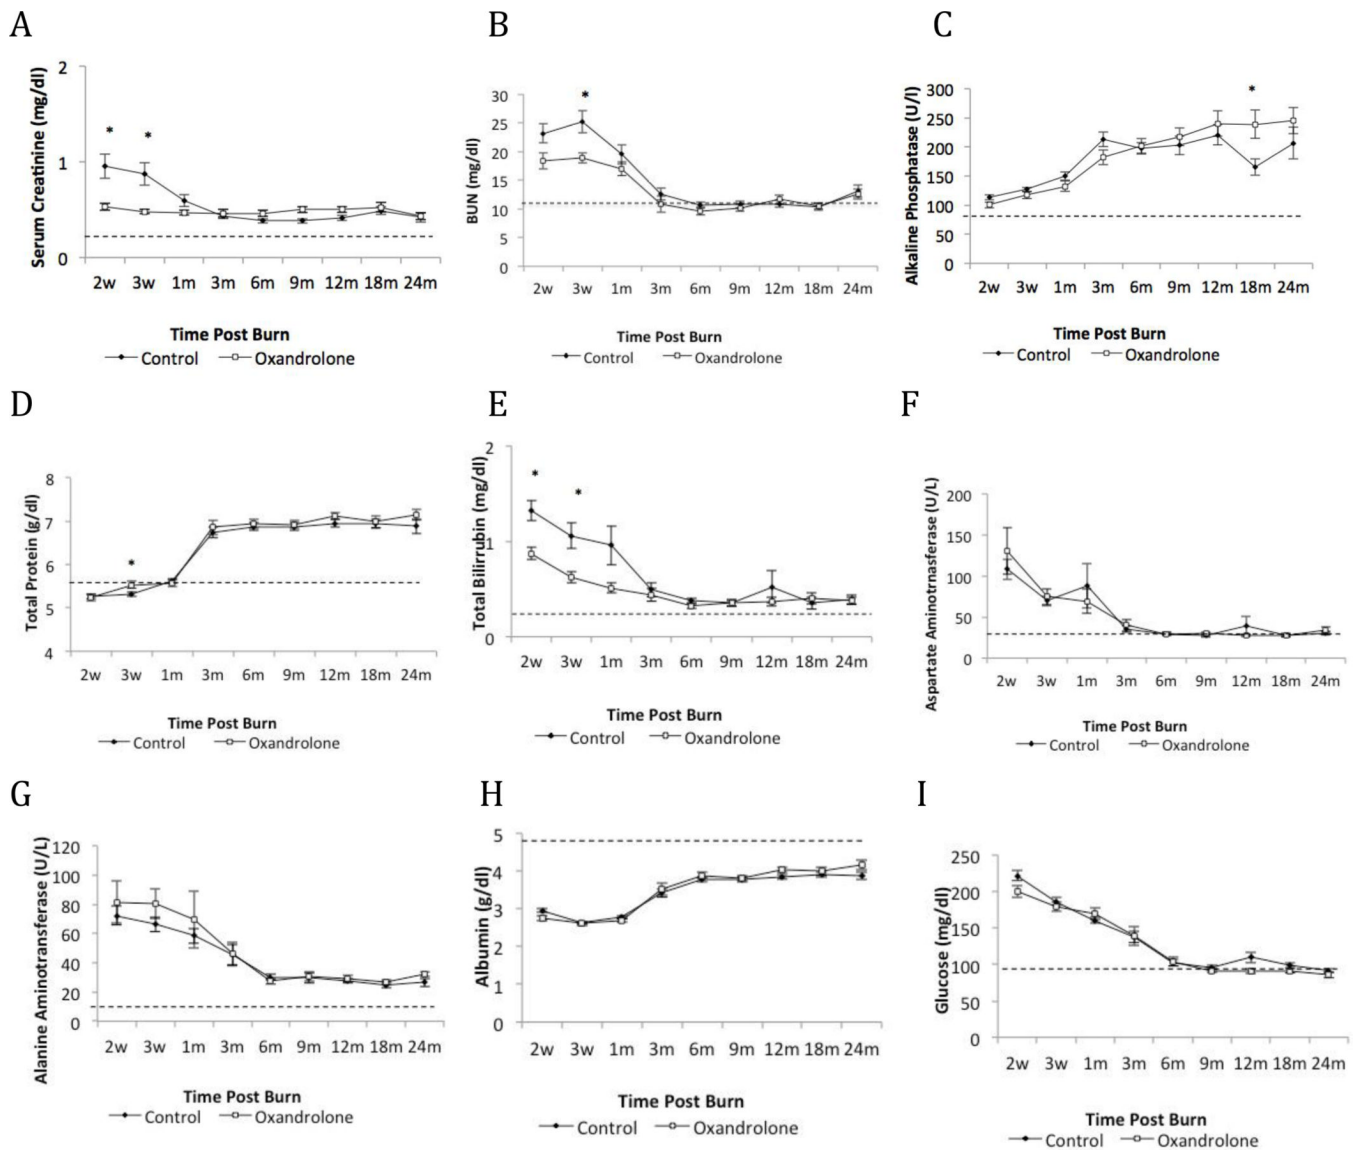 A
Serum Creatinine (mg/dl)
2
1
0
* *
2w 3w 1m 3m 6m 9m 12m 18m 24m
Time Post Burn
Control Oxandrolone
B
BUN (mg/dl)
30
25
20
15
10
5
0
*
2w 3w 1m 3m 6m 9m 12m 18m 24m
Time Post Burn
Control Oxandrolone
C
Alkaline Phosphatase (U/l)
300
250
200
150
100
50
0
*
2w 3w 1m 3m 6m 9m 12m 18m 24m
Time Post Burn
Control Oxandrolone
D
Total Protein (g/dl)
8
7
6
5
4
*
2w 3w 1m 3m 6m 9m 12m 18m 24m
Time Post Burn
Control Oxandrolone
E
Total Bilirrubin (mg/dl)
2
1
0
* *
2w 3w 1m 3m 6m 9m 12m 18m 24m
Time Post Burn
Control Oxandrolone
F
Aspartate Aminotrnasferase (U/L)
200
150
100
50
0
2w 3w 1m 3m 6m 9m 12m 18m 24m
Time Post Burn
Control Oxandrolone
G
Alanine Aminotransferase (U/L)
120
100
80
60
40
20
0
2w 3w 1m 3m 6m 9m 12m 18m 24m
Time Post Burn
Control Oxandrolone
H
Albumin (g/dl)
5
4
3
2
1
0
2w 3w 1m 3m 6m 9m 12m 18m 24m
Time Post Burn
Control Oxandrolone
I
Glucose (mg/dl)
250
200
150
100
50
0
2w 3w 1m 3m 6m 9m 12m 18m 24m
Time Post Burn
Control Oxandrolone